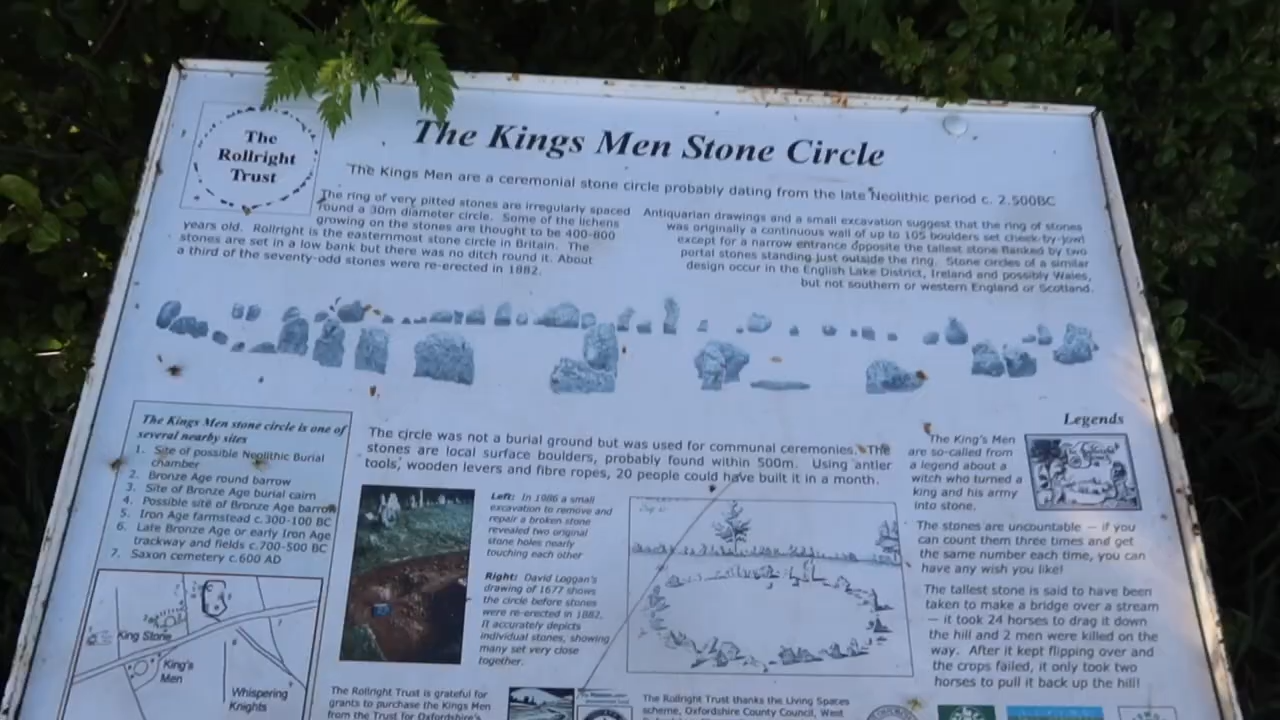 The
Rollright
Trust
The Kings Men Stone Circle
The Kings Men are a ceremonial stone circle probably dating from the late Neolithic period c. 2.500BC
The ring of very pitted stones are irregularly spaced
round a 30m diameter circle. Some of the lichens
growing on the stones are thought to be 400-800
years old. Rollright is the easternmost stone circle in Britain. The
stones are set in a low bank but there was no ditch round it. About
a third of the seventy-odd stones were re-erected in 1882.
Antiquarian drawings and a small excavation suggest that the ring of stones
was originally a continuous wall of up to 105 boulders set cheek-by-jowl
except for a narrow entrance opposite the tallest stone flanked by two
portal stones standing just outside the ring. Stone circles of a similar
design occur in the English Lake District, Ireland and possibly Wales,
but not southern or western England or Scotland.
The Kings Men stone circle is one of
several nearby sites
1. Site of possible Neolithic Burial
chamber
2. Bronze Age round barrow
3. Site of Bronze Age burial cairn
4. Possible site of Bronze Age barrow
5. Iron Age farmstead c.300-100 BC
6. Late Bronze Age or early Iron Age
trackway and fields c.700-500 BC
7. Saxon cemetery c.600 AD
King Stone
King's
Men
Whispering
Knights
The circle was not a burial ground but was used for communal ceremonies. The
stones are local surface boulders, probably found within 500m. Using antler
tools, wooden levers and fibre ropes, 20 people could have built it in a month.
Left: In 1986 a small
excavation to remove and
repair a broken stone
revealed two original
stone holes nearly
touching each other
Right: David Loggan's
drawing of 1677 shows
the circle before stones
were re-erected in 1882.
It accurately depicts
individual stones, showing
many set very close
together.
Legends
The King's Men
are so-called from
a legend about a
witch who turned a
king and his army
into stone.
The stones are uncountable — if you
can count them three times and get
the same number each time, you can
have any wish you like!
The tallest stone is said to have been
taken to make a bridge over a stream
— it took 24 horses to drag it down
the hill and 2 men were killed on the
way. After it kept flipping over and
the crops failed, it only took two
horses to pull it back up the hill!
The Rollright Trust is grateful for
grants to purchase the Kings Men
from the Trust for Oxfordshire's
The Rollright Trust thanks the Living Spaces
scheme, Oxfordshire County Council, West